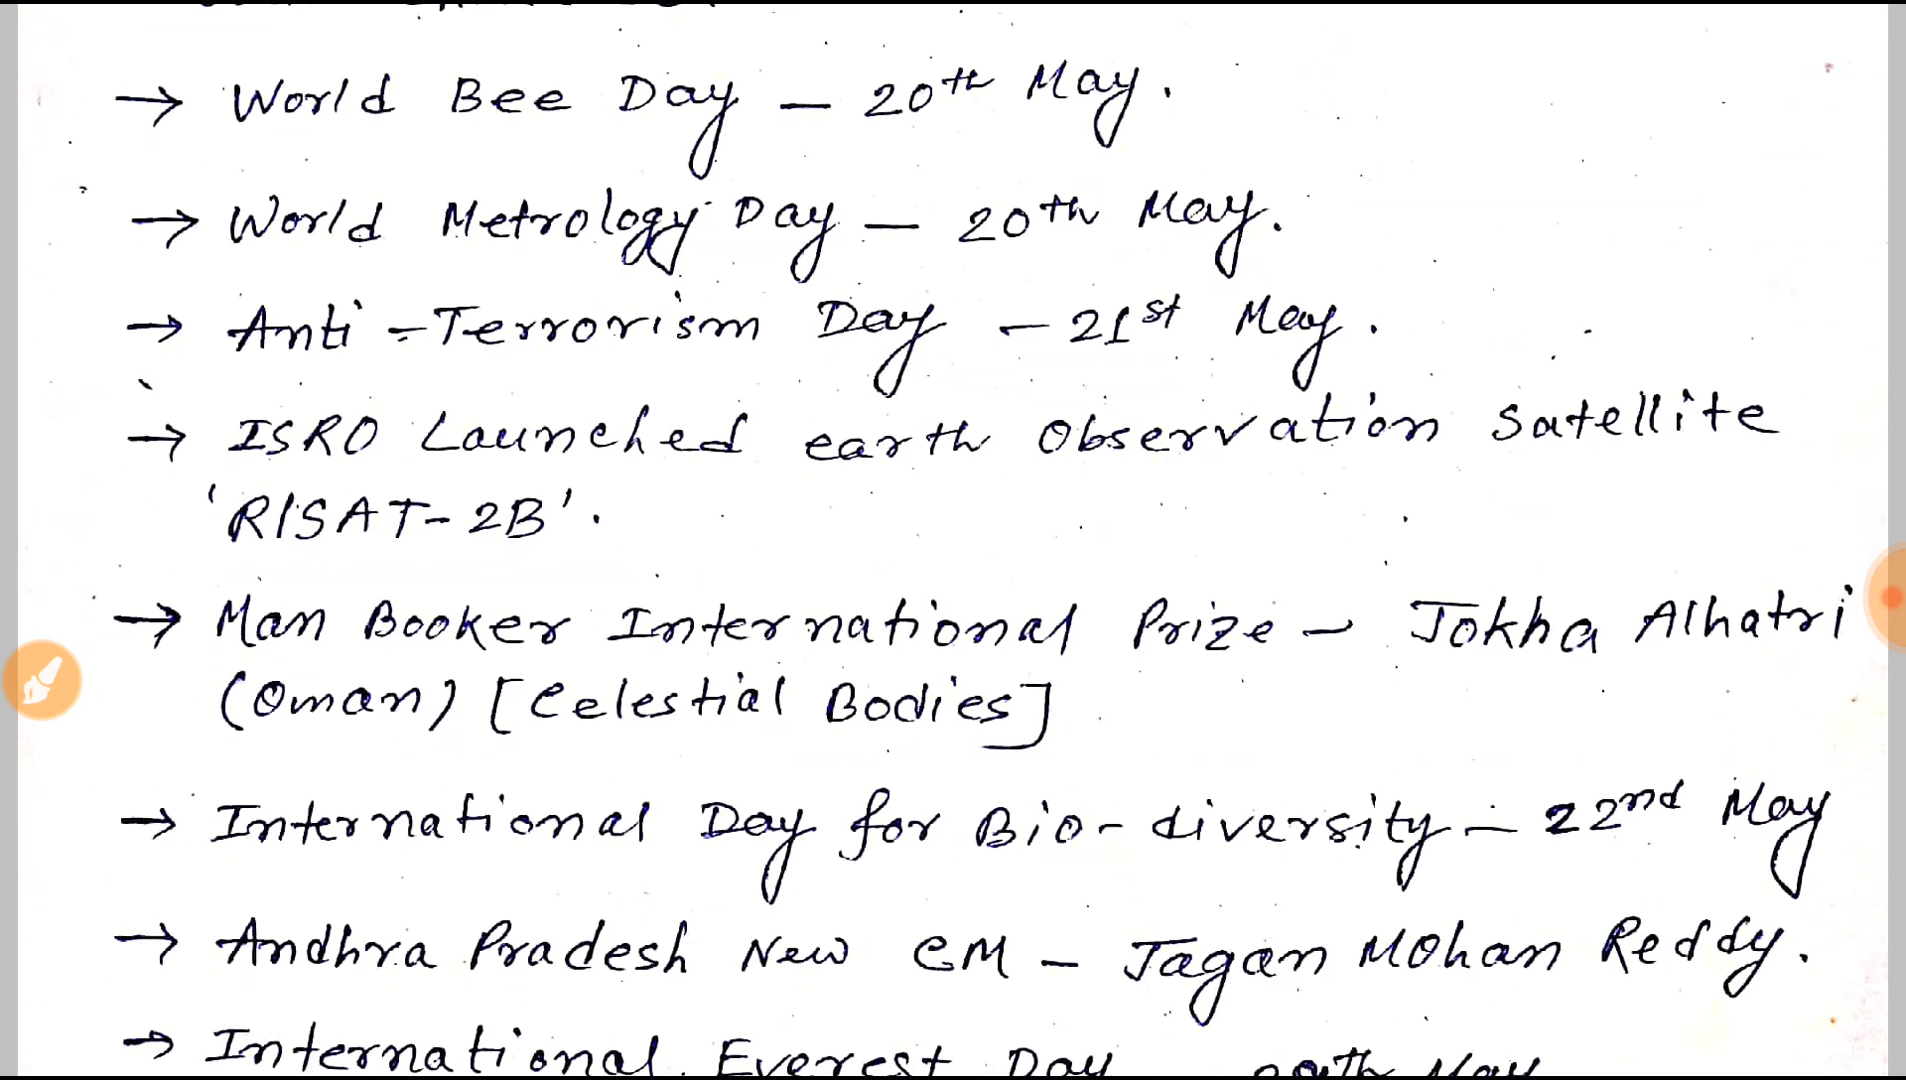 → World Bee Day – 20th May.
→ World Metrology Day – 20th May.
→ Anti-Terrorism Day – 21st May.
→ ISRO Launched earth Observation Satellite
'RISAT-2B'.
→ Man Booker International Prize – Jokha Alhatri
(Oman) [Celestial Bodies]
→ International Day for Bio-diversity – 22nd May
→ Andhra Pradesh New CM – Jagan Mohan Reddy.
→ International Everest Day May